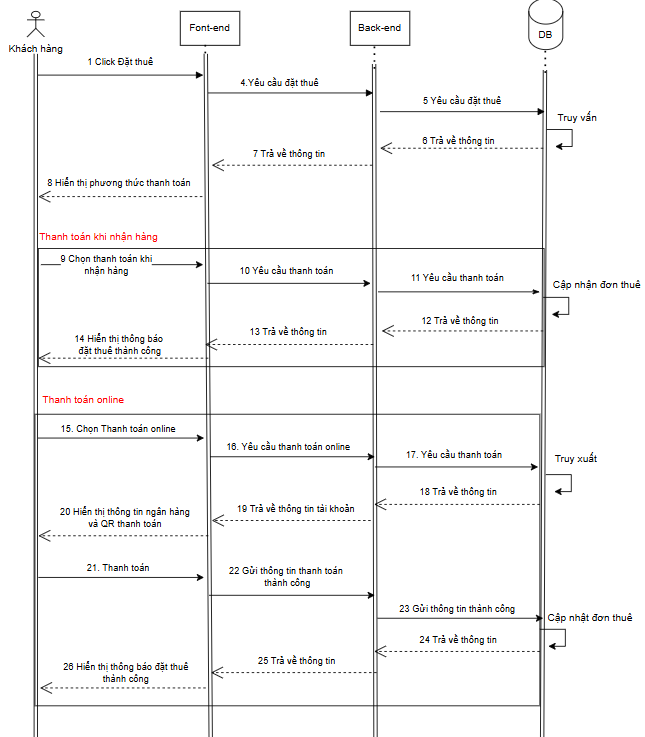 Khách hàng
Font-end
Back-end
DB
1 Click Đặt thuê
4.Yêu cầu đặt thuê
5 Yêu cầu đặt thuê
Truy vấn
6 Trả về thông tin
7 Trả về thông tin
8 Hiển thị phương thức thanh toán
Thanh toán khi nhận hàng
9 Chọn thanh toán khi
nhận hàng
10 Yêu cầu thanh toán
11 Yêu cầu thanh toán
Cập nhận đơn thuê
12 Trả về thông tin
13 Trả về thông tin
14 Hiển thị thông báo
đặt thuê thành công
Thanh toán online
15. Chọn Thanh toán online
16. Yêu cầu thanh toán online
17. Yêu cầu thanh toán
Truy xuất
18 Trả về thông tin
19 Trả về thông tin tài khoản
20 Hiển thị thông tin ngân hàng
và QR thanh toán
21. Thanh toán
22 Gửi thông tin thanh toán
thành công
23 Gửi thông tin thành công
Cập nhật đơn thuê
24 Trả về thông tin
25 Trả về thông tin
26 Hiển thị thông báo đặt thuê
thành công